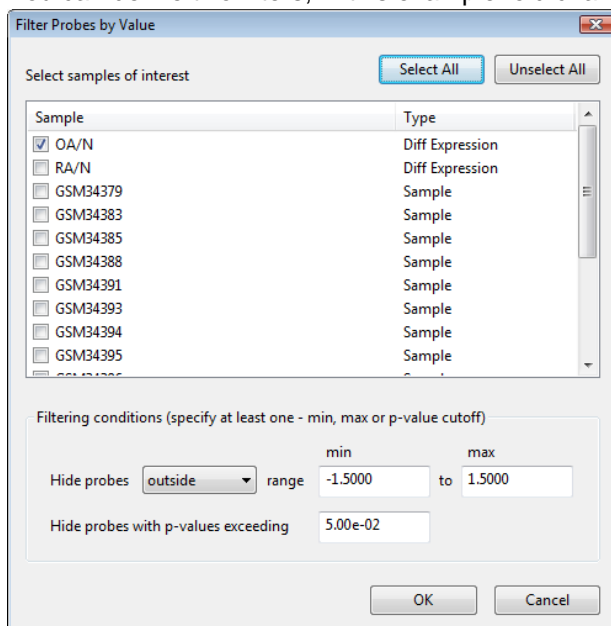 Filter Probes by Value
Select samples of interest
Select All
Unselect All
Sample Type
OA/N Diff Expression
RA/N Diff Expression
GSM34379 Sample
GSM34383 Sample
GSM34385 Sample
GSM34388 Sample
GSM34391 Sample
GSM34393 Sample
GSM34394 Sample
GSM34395 Sample
Filtering conditions (specify at least one - min, max or p-value cutoff)
min max
Hide probes outside range -1.5000 to 1.5000
Hide probes with p-values exceeding 5.00e-02
OK Cancel